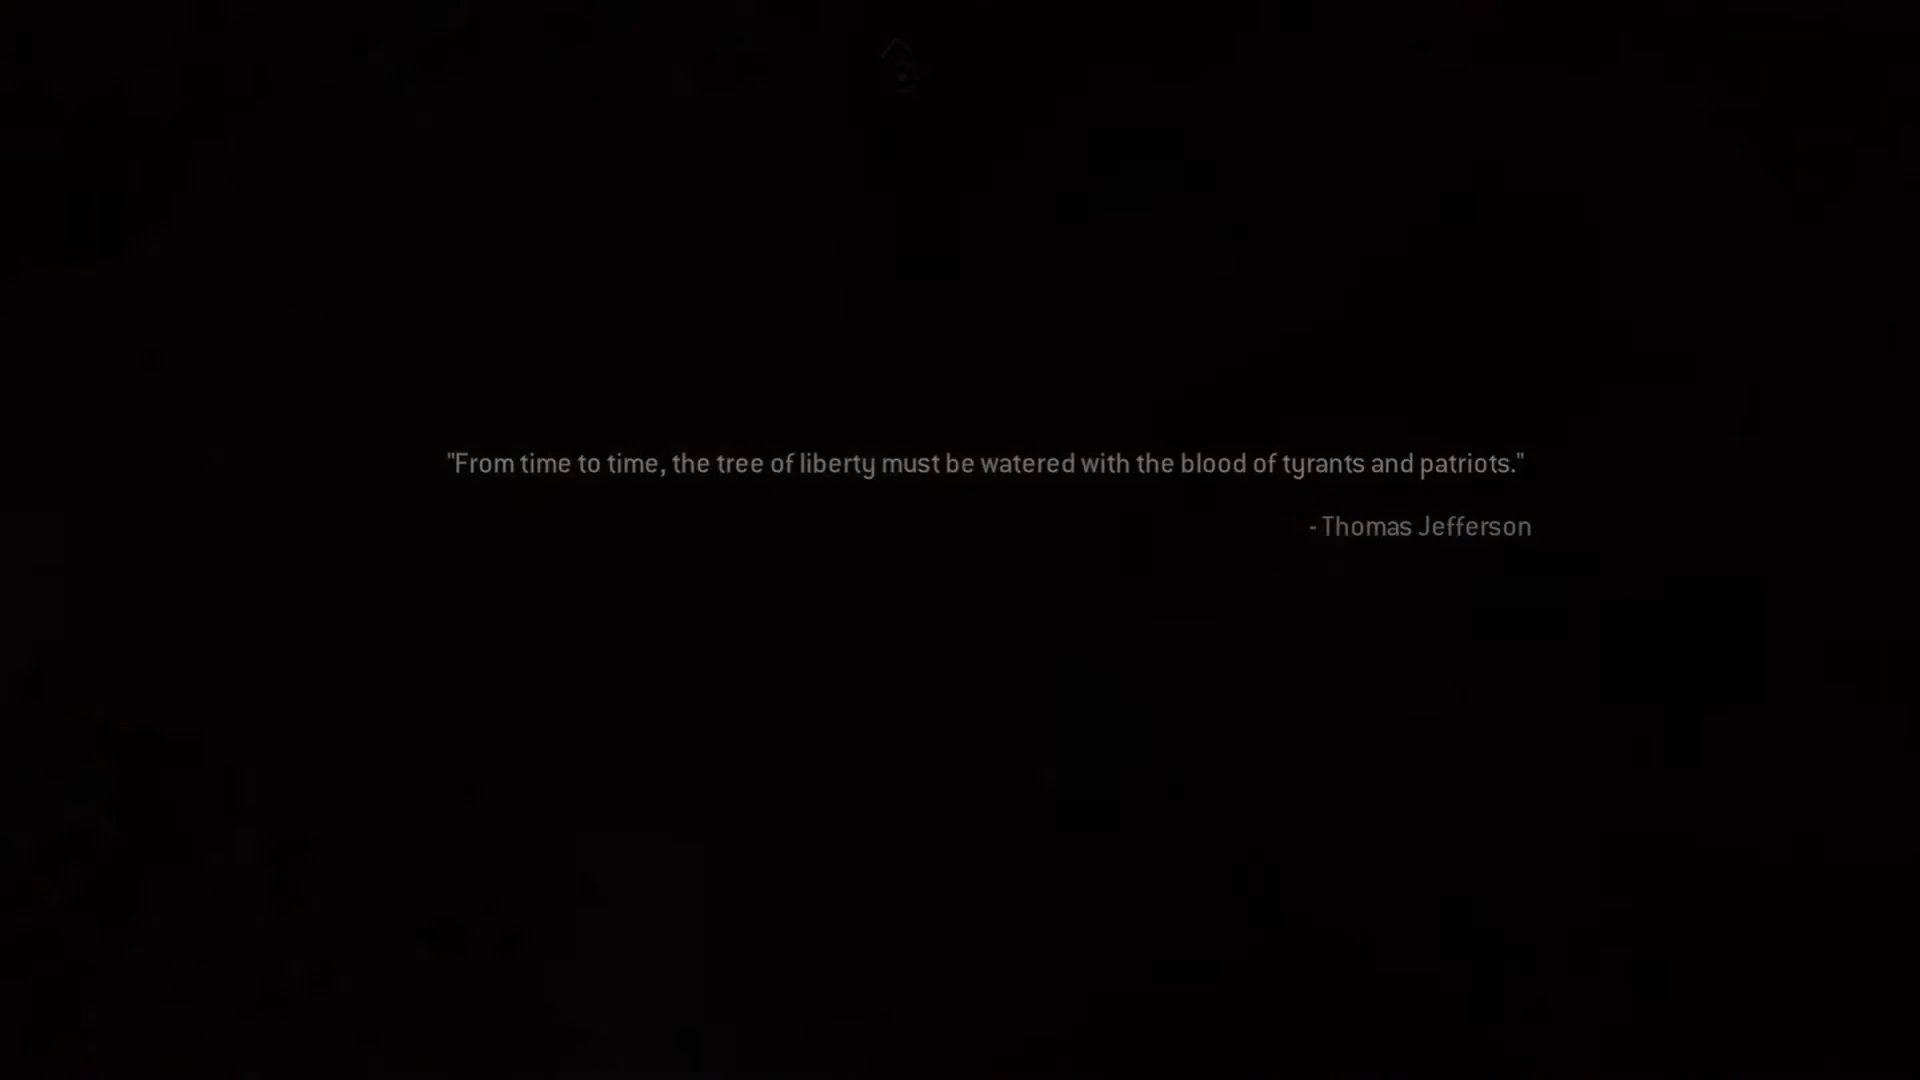 "From time to time, the tree of liberty must be watered with the blood of tyrants and patriots."
- Thomas Jefferson